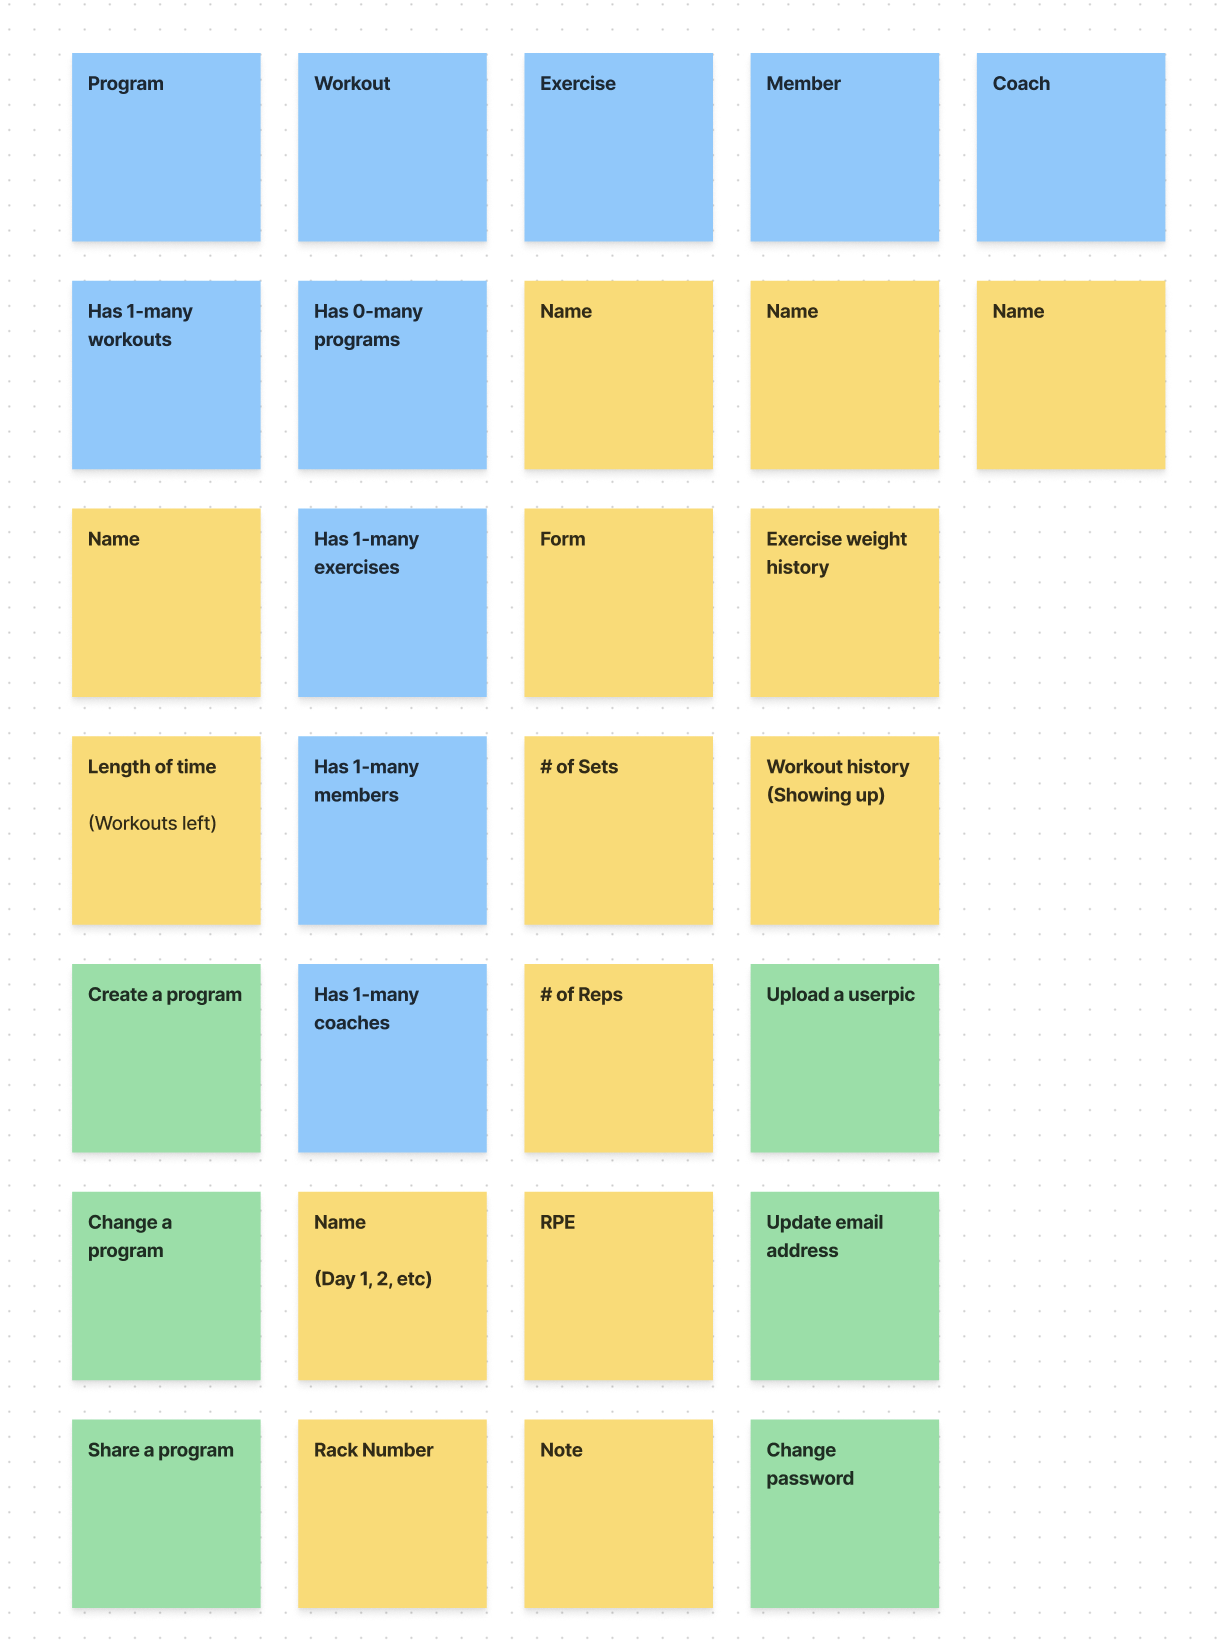 Program
Workout
Exercise
Member
Coach
Has 1-many
workouts
Has 0-many
programs
Name
Name
Name
Name
Has 1-many
exercises
Form
Exercise weight
history
Length of time
(Workouts left)
Has 1-many
members
# of Sets
Workout history
(Showing up)
Create a program
Has 1-many
coaches
# of Reps
Upload a userpic
Change a
program
Name
(Day 1, 2, etc)
RPE
Update email
address
Share a program
Rack Number
Note
Change
password